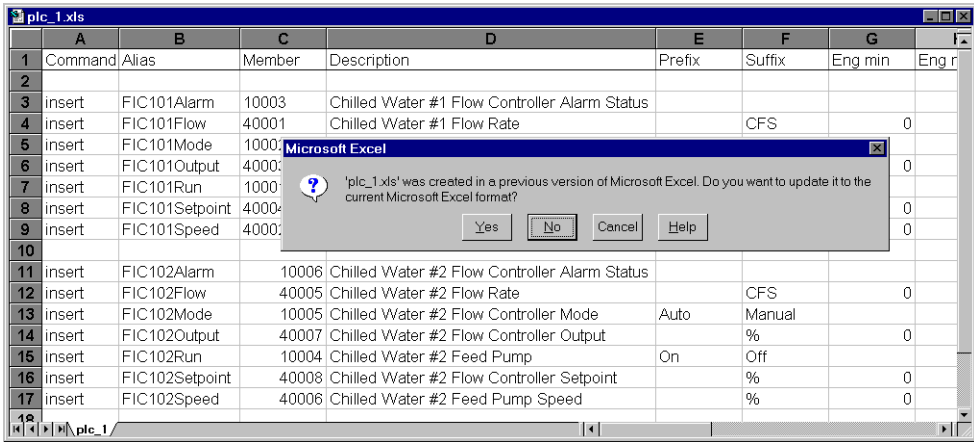 plc_1.xls
A B C D E F G
1 Command Alias Member Description Prefix Suffix Eng min Eng
2
3 insert FIC101Alarm 10003 Chilled Water #1 Flow Controller Alarm Status
4 insert FIC101Flow 40001 Chilled Water #1 Flow Rate CFS 0
5 insert FIC101Mode
6 insert FIC101Output 0
7 insert FIC101Run
8 insert FIC101Setpoint 0
9 insert FIC101Speed 0
Microsoft Excel
'plc_1.xls' was created in a previous version of Microsoft Excel. Do you want to update it to the
current Microsoft Excel format?
Yes No Cancel Help
10
11 insert FIC102Alarm 10006 Chilled Water #2 Flow Controller Alarm Status
12 insert FIC102Flow 40005 Chilled Water #2 Flow Rate CFS 0
13 insert FIC102Mode 10005 Chilled Water #2 Flow Controller Mode Auto Manual
14 insert FIC102Output 40007 Chilled Water #2 Flow Controller Output % 0
15 insert FIC102Run 10004 Chilled Water #2 Feed Pump On Off
16 insert FIC102Setpoint 40008 Chilled Water #2 Flow Controller Setpoint % 0
17 insert FIC102Speed 40006 Chilled Water #2 Feed Pump Speed % 0
18
plc_1